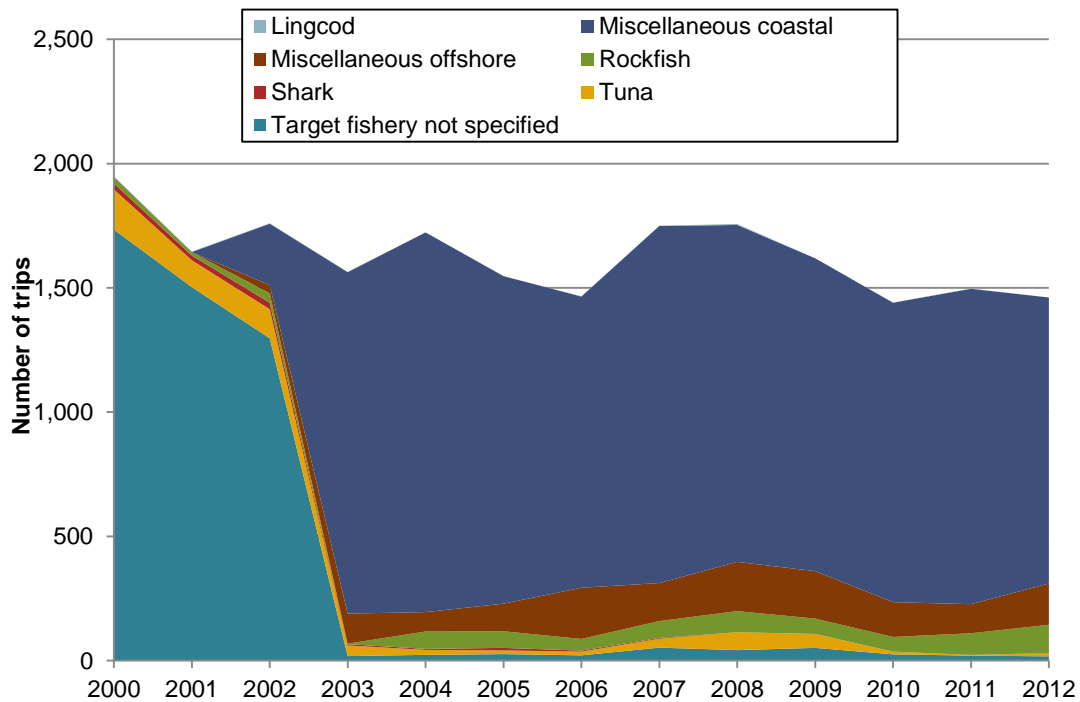 Lingcod Miscellaneous coastal
Miscellaneous offshore Rockfish
Shark Tuna
Target fishery not specified
Number of trips
2,500
2,000
1,500
1,000
500
0
2000 2001 2002 2003 2004 2005 2006 2007 2008 2009 2010 2011 2012